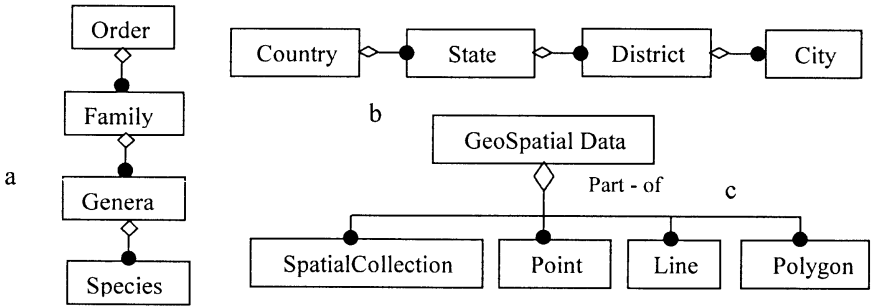 Order
Family
Genera
Species
a
Country
State
District
City
b
GeoSpatial Data
Part - of
c
SpatialCollection
Point
Line
Polygon